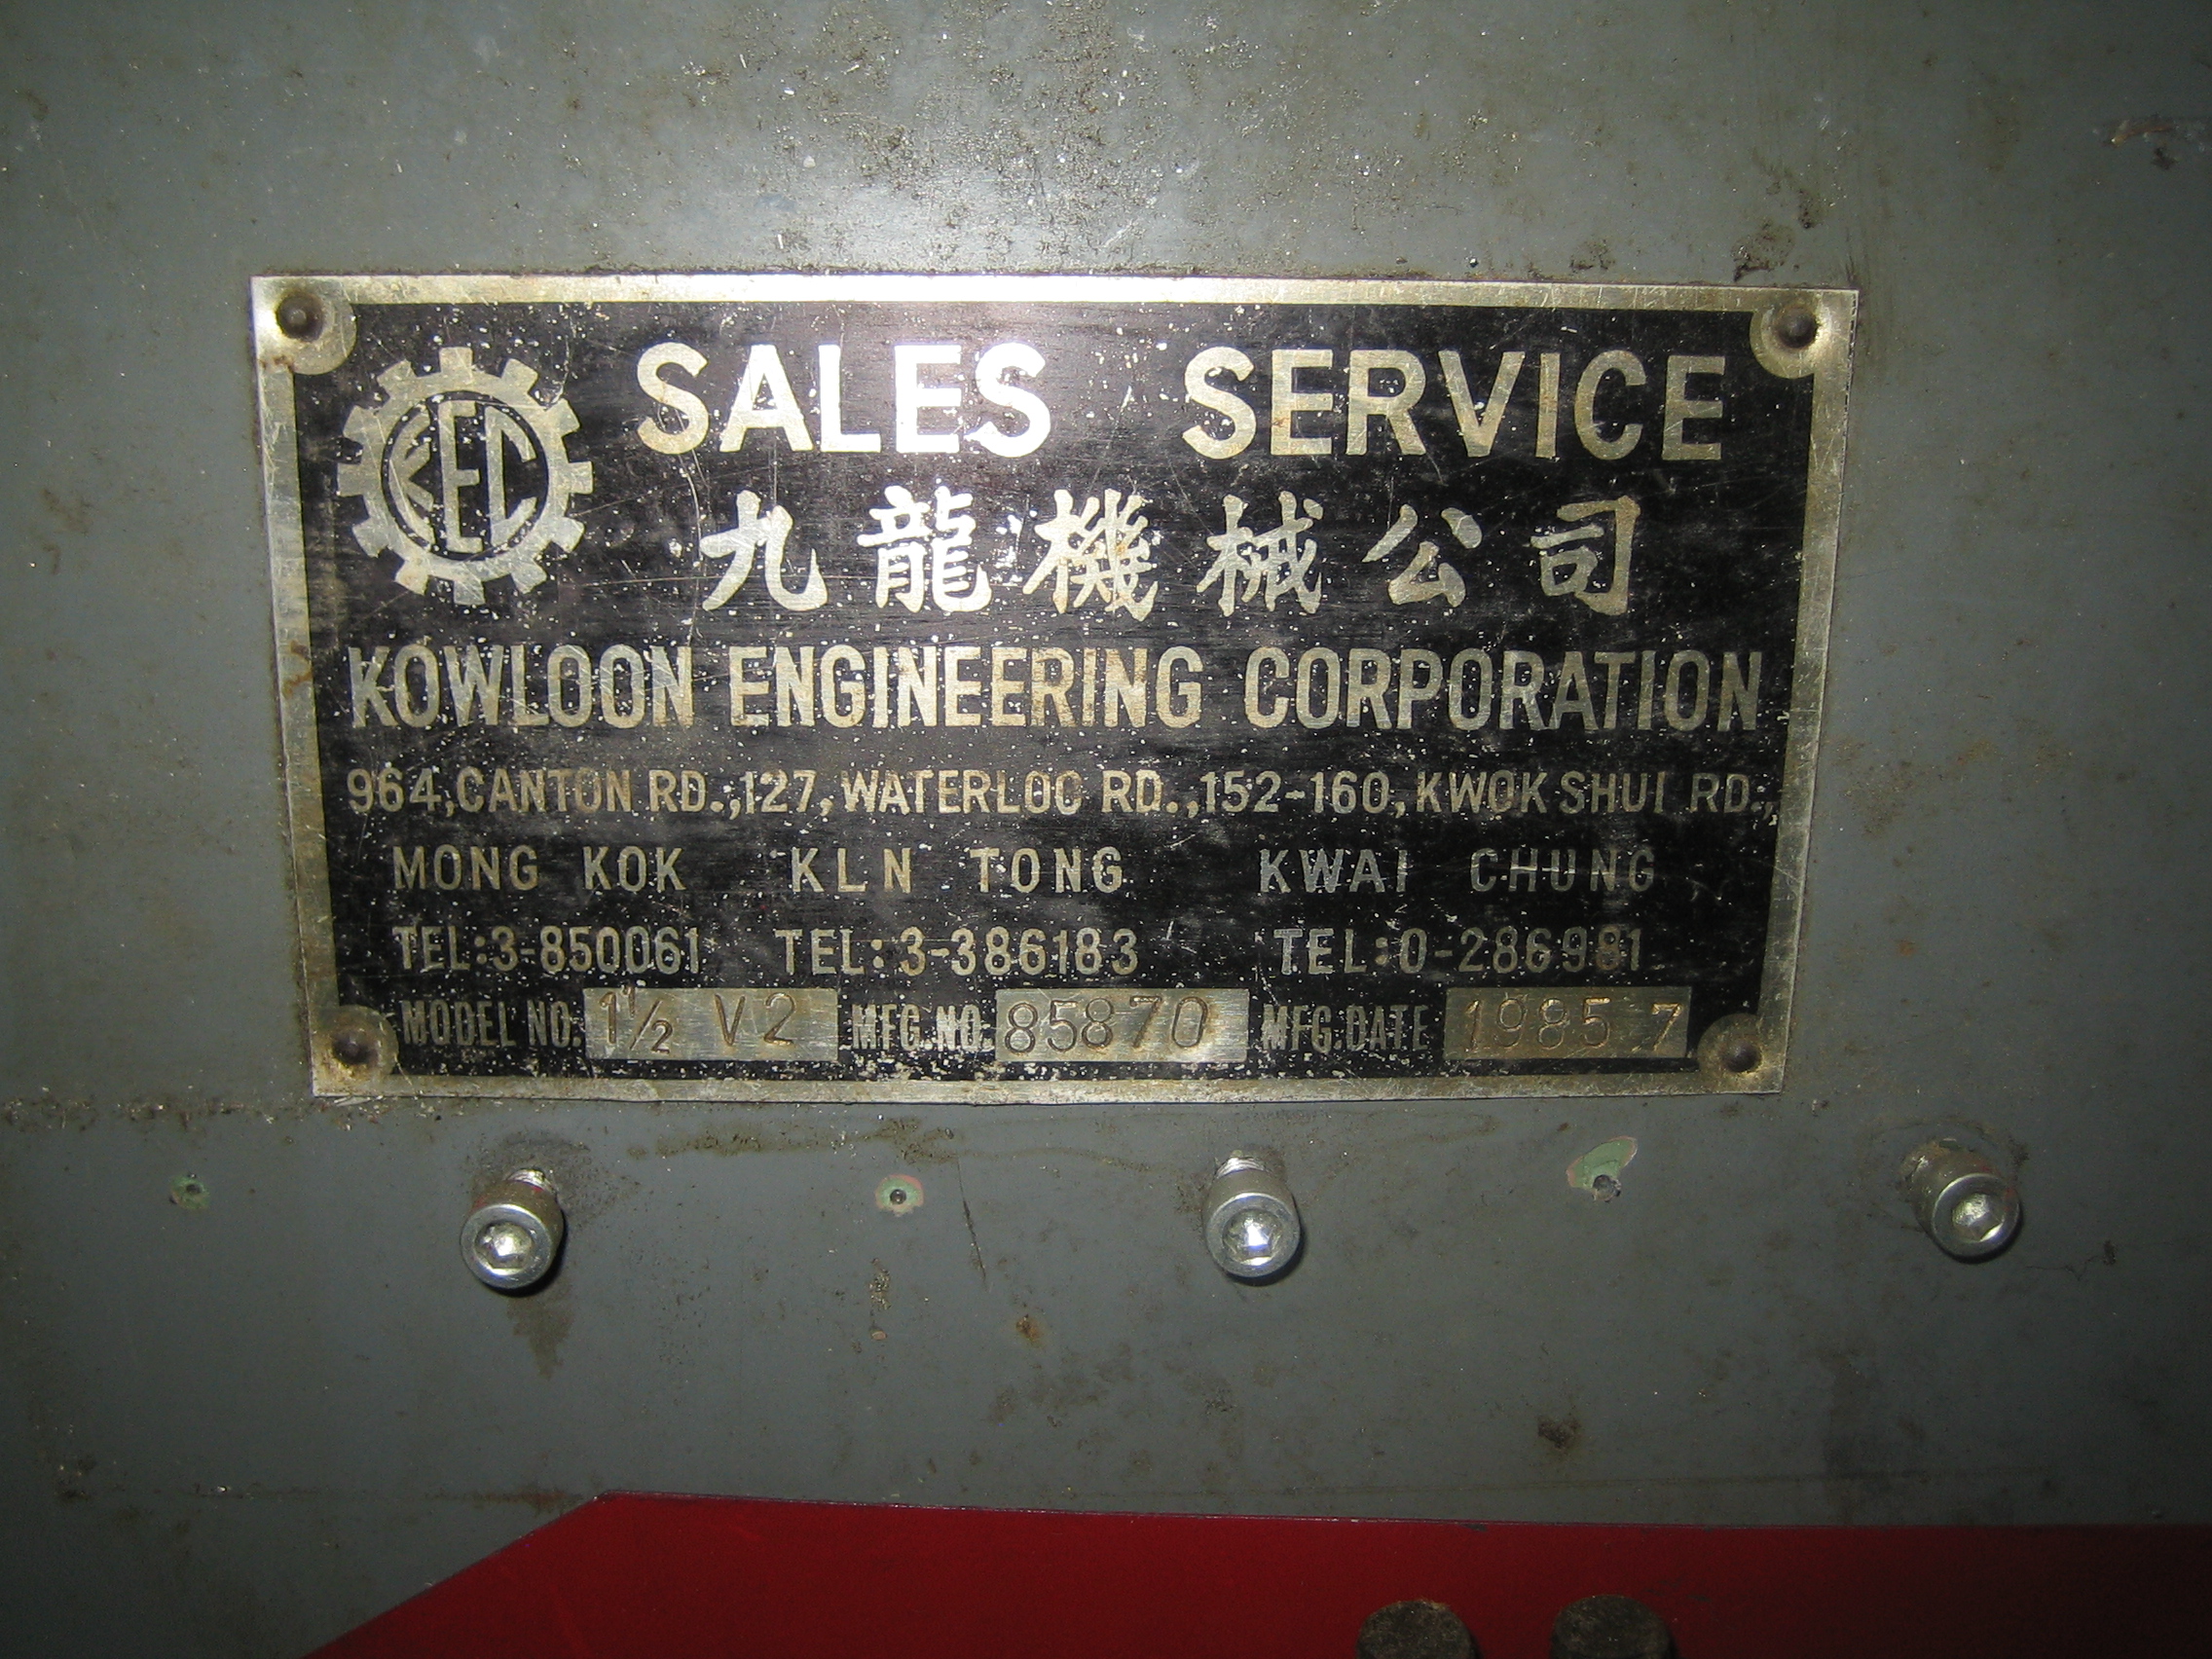 KEC
SALES SERVICE
九龍機械公司
KOWLOON ENGINEERING CORPORATION
964, CANTON RD., 127, WATERLOO RD., 152-160, KWOK SHUI RD.,
MONG KOK KLN TONG KWAI CHUNG
TEL: 3-850061 TEL: 3-386183 TEL: 0-286981
MODEL NO. 1"1/2 V2 MFG. NO. 85870 MFG. DATE 1985 7